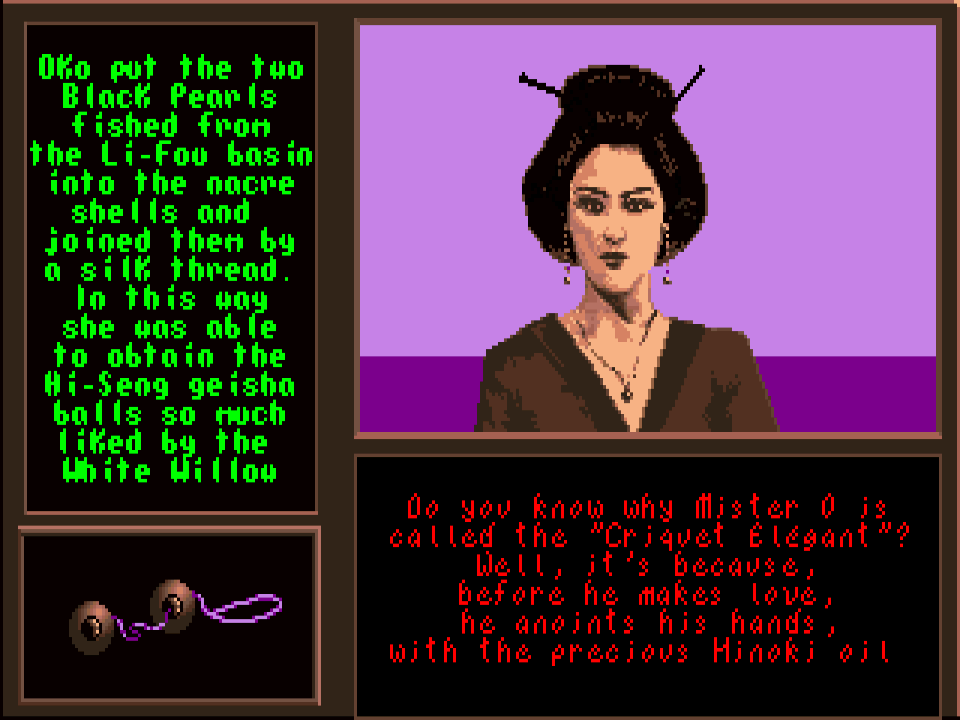 Oko put the two
Black Pearls
fished from
the Li-Fou basin
into the nacre
shells and
joined them by
a silk thread.
In this way
she was able
to obtain the
Hi-Seng geisha
balls so much
liked by the
White Willow
Do you know why Mister O is
called the "Criquet Elégant"?
Well, it's because,
before he makes love,
he anoints his hands,
with the precious Hinoki oil